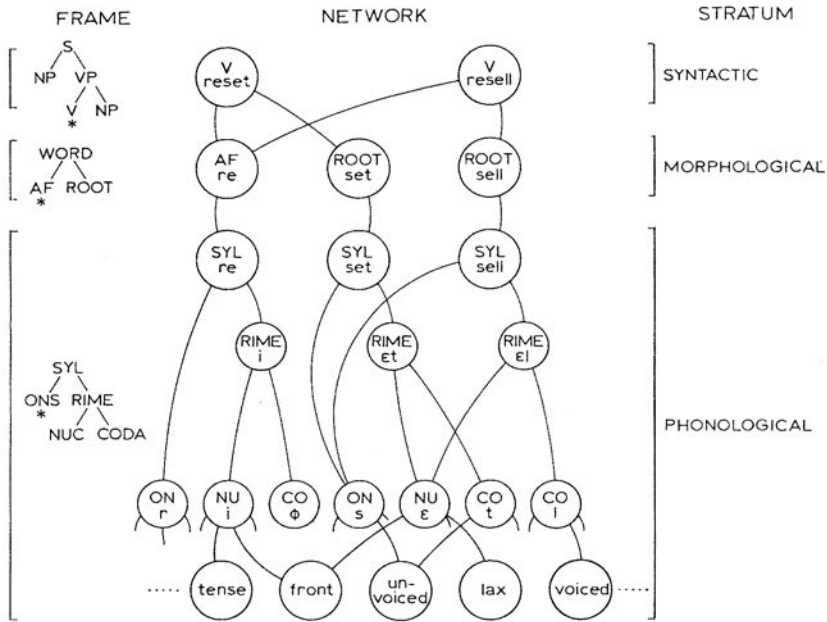 FRAME NETWORK STRATUM
S
NP VP
V NP
*
V reset
V resell
SYNTACTIC
WORD
AF ROOT
*
AF re
ROOT set
ROOT sell
MORPHOLOGICAL
SYL re
SYL set
SYL sell
RIME i
RIME εt
RIME εl
SYL
ONS RIME
*
NUC CODA
PHONOLOGICAL
ON r
NU i
CO ϕ
ON s
NU ε
CO t
CO l
..... tense
front
un-
voiced
lax
voiced .....